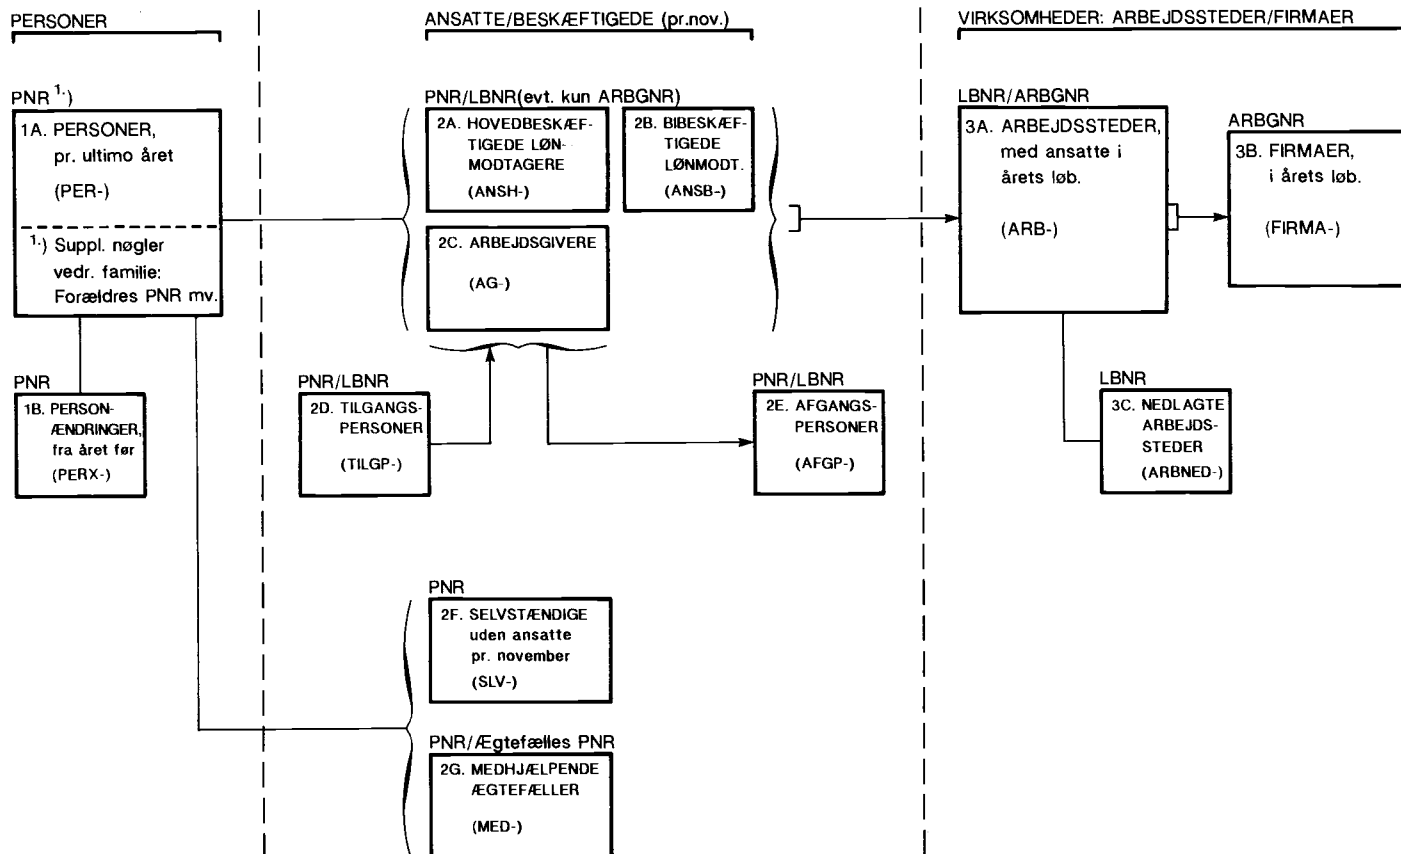 PERSONER
PNR 1.)
1A. PERSONER,
pr. ultimo året
(PER-)
1.) Suppl. nøgler
vedr. familie:
Forældres PNR mv.
PNR
1B. PERSON-
ÆNDRINGER,
fra året før
(PERX-)
ANSATTE/BESKÆFTIGEDE (pr.nov.)
PNR/LBNR(evt. kun ARBGNR)
2A. HOVEDBESKÆF-
TIGEDE LØN-
MODTAGERE
(ANSH-)
2B. BIBESKÆF-
TIGEDE
LØNMODT.
(ANSB-)
2C. ARBEJDSGIVERE
(AG-)
PNR/LBNR
2D. TILGANGS-
PERSONER
(TILGP-)
PNR/LBNR
2E. AFGANGS-
PERSONER
(AFGP-)
PNR
2F. SELVSTÆNDIGE
uden ansatte
pr. november
(SLV-)
PNR/Ægtefælles PNR
2G. MEDHJÆLPENDE
ÆGTEFÆLLER
(MED-)
VIRKSOMHEDER: ARBEJDSSTEDER/FIRMAER
LBNR/ARBGNR
3A. ARBEJDSSTEDER,
med ansatte i
årets løb.
(ARB-)
ARBGNR
3B. FIRMAER,
i årets løb.
(FIRMA-)
LBNR
3C. NEDLAGTE
ARBEJDS-
STEDER
(ARBNED-)